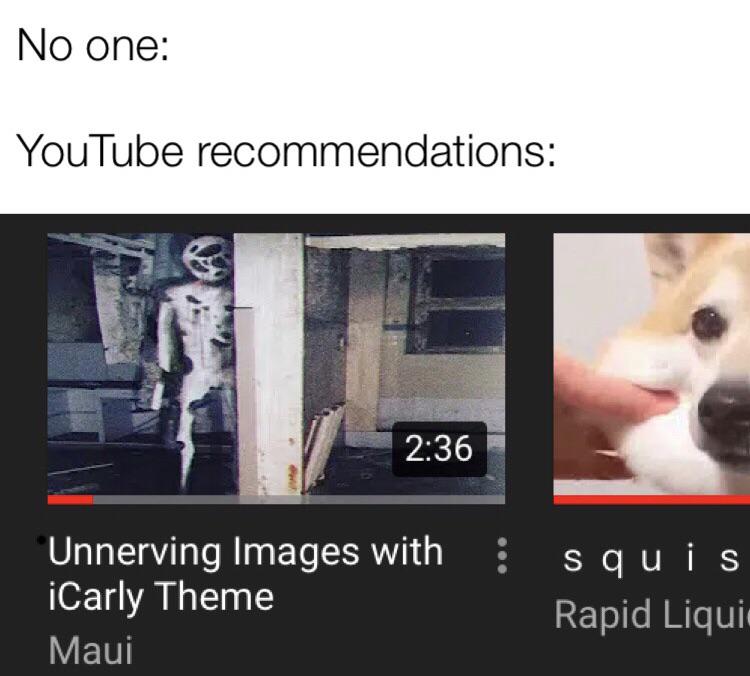 No one:
YouTube recommendations:
2:36
Unnerving Images with
iCarly Theme
Maui
s q u i s
Rapid Liqui